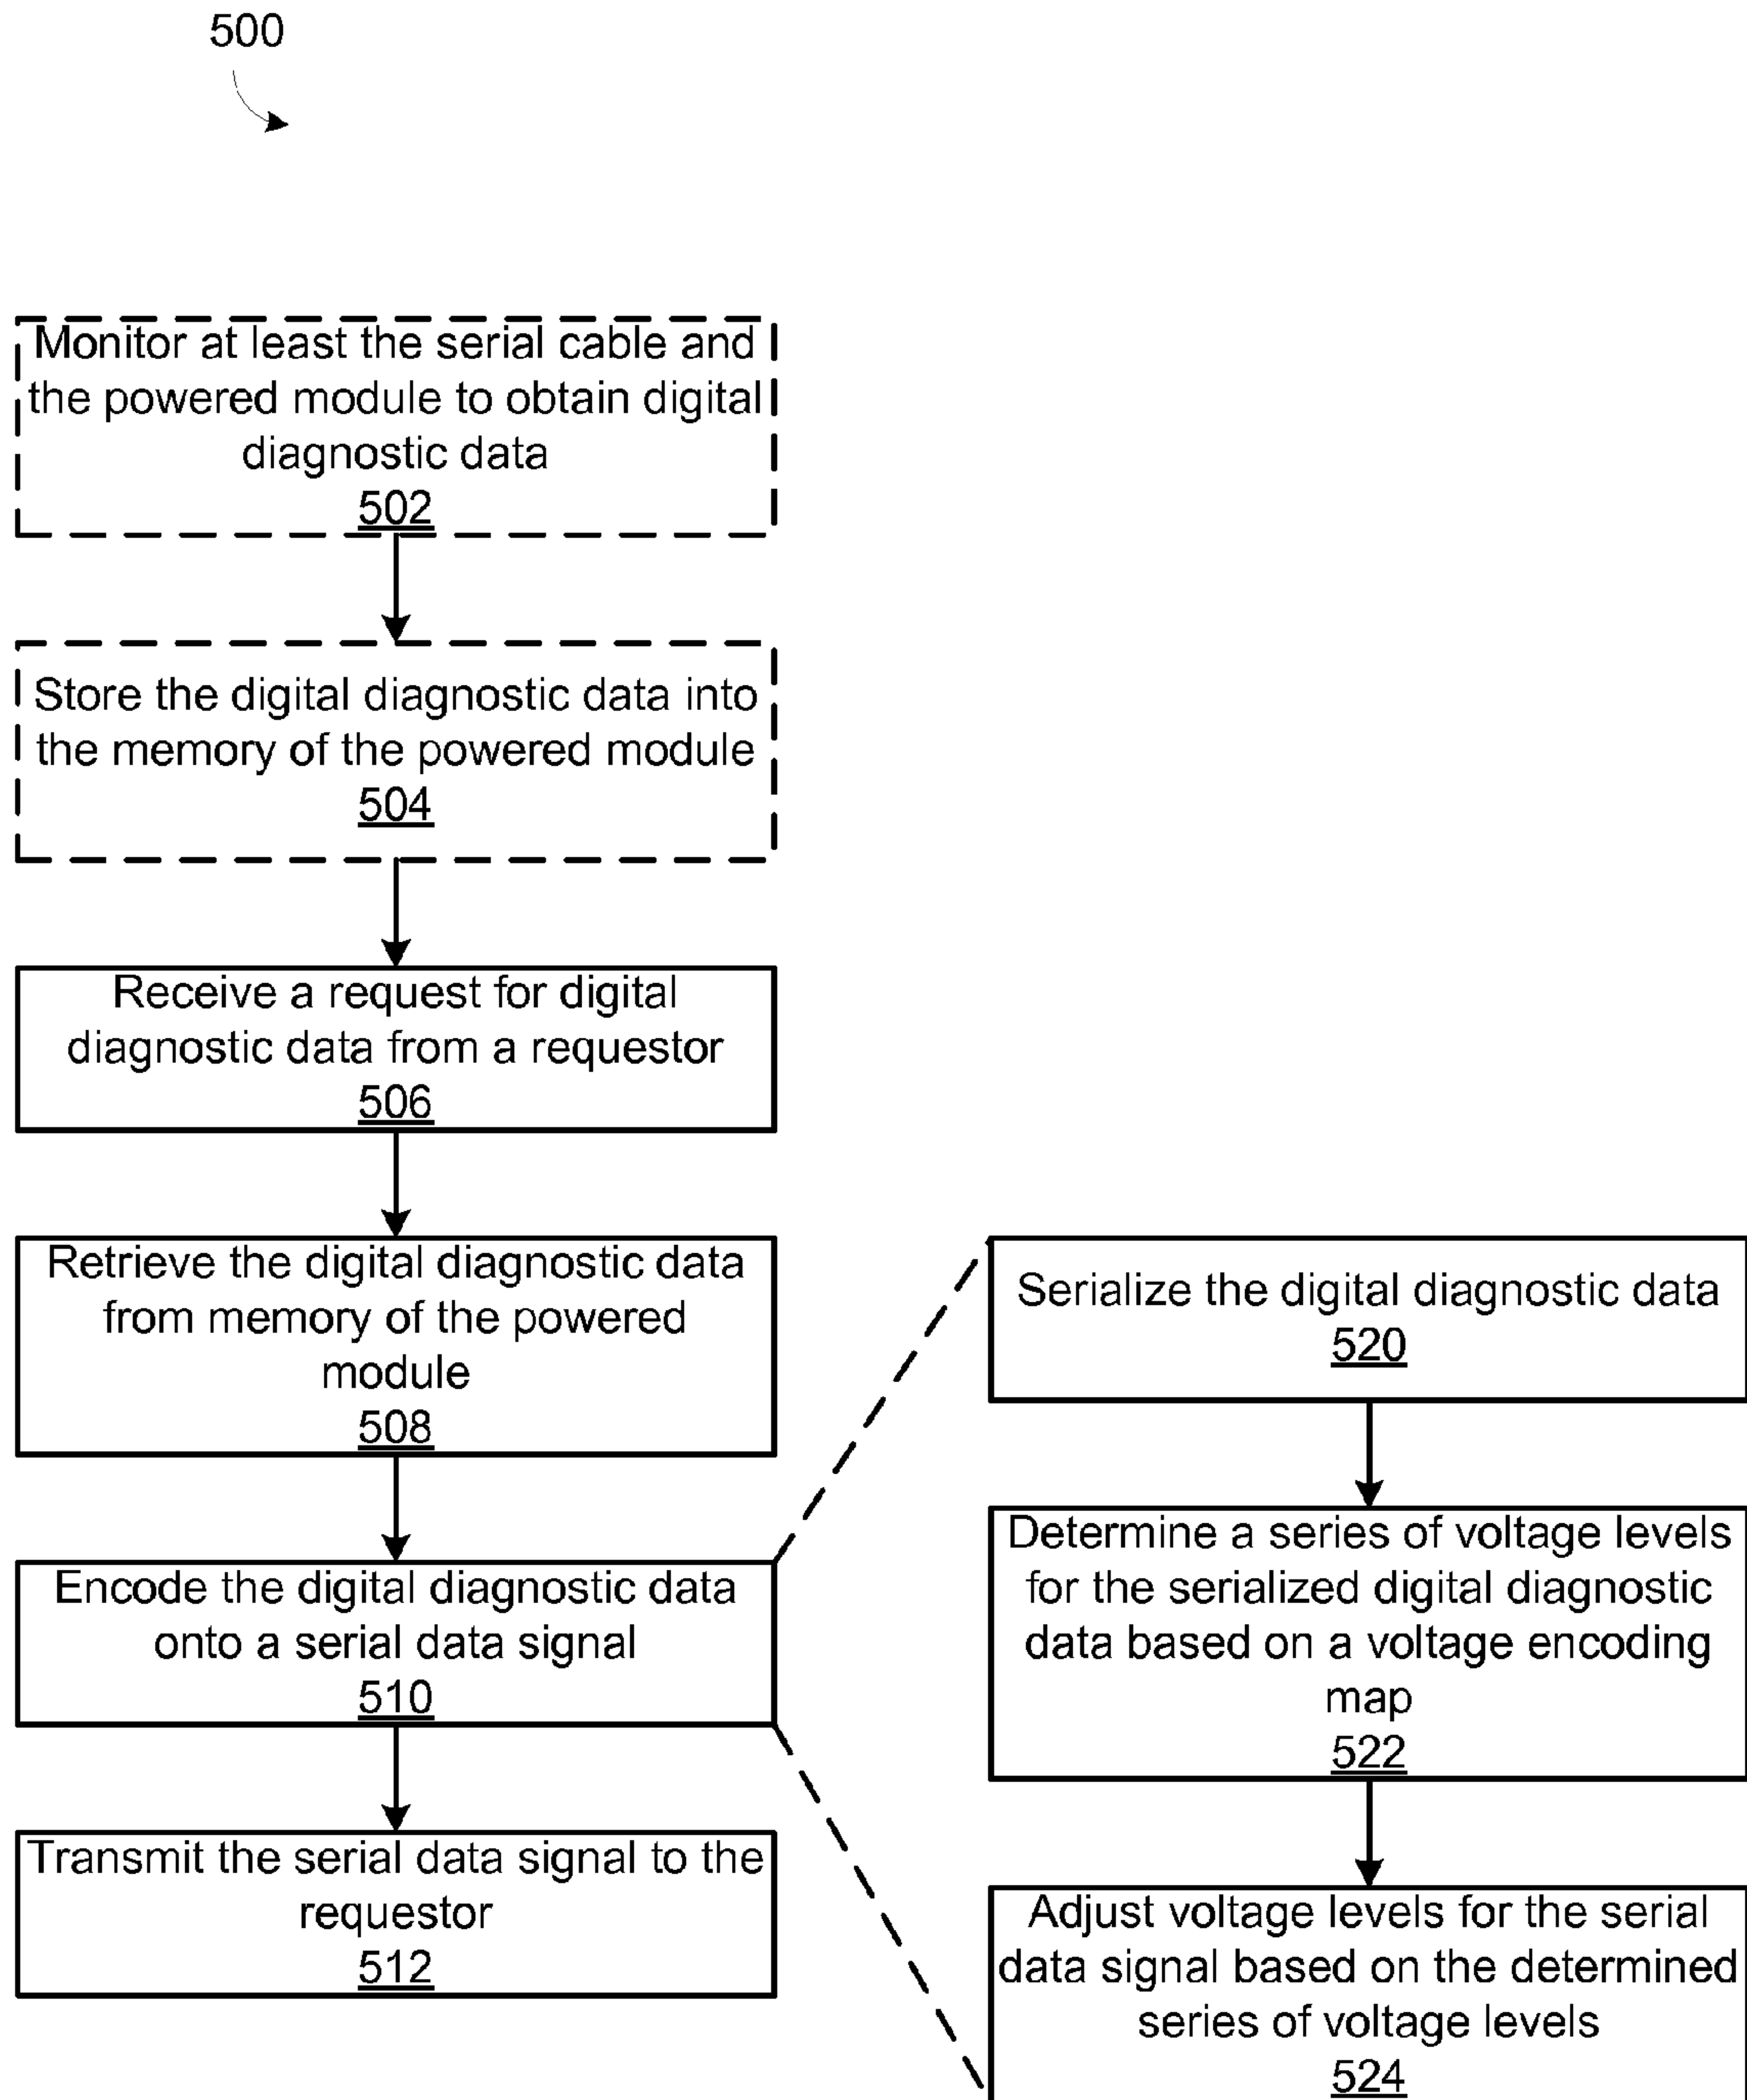 500
Monitor at least the serial cable and
the powered module to obtain digital
diagnostic data
502
Store the digital diagnostic data into
the memory of the powered module
504
Receive a request for digital
diagnostic data from a requestor
506
Retrieve the digital diagnostic data
from memory of the powered
module
508
Encode the digital diagnostic data
onto a serial data signal
510
Transmit the serial data signal to the
requestor
512
Serialize the digital diagnostic data
520
Determine a series of voltage levels
for the serialized digital diagnostic
data based on a voltage encoding
map
522
Adjust voltage levels for the serial
data signal based on the determined
series of voltage levels
524